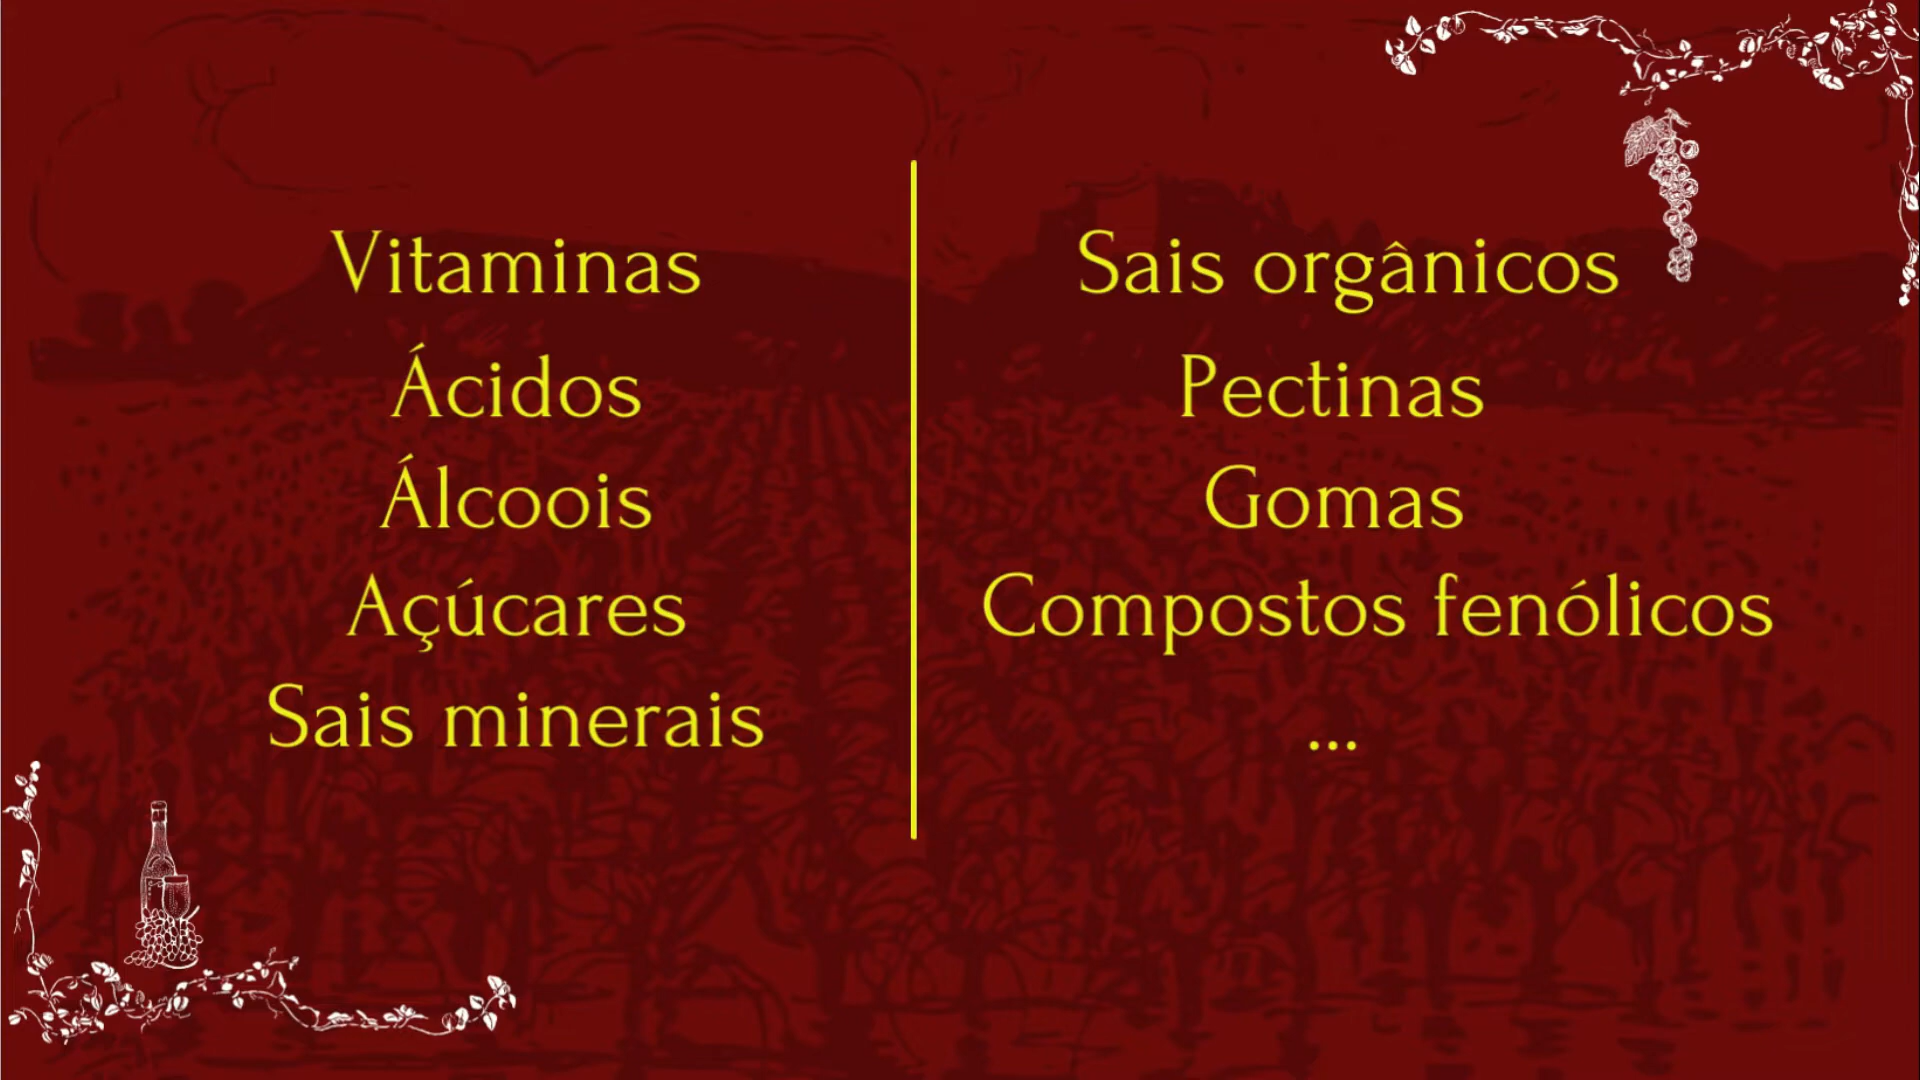 Vitaminas
Ácidos
Álcoois
Açúcares
Sais minerais
Sais orgânicos
Pectinas
Gomas
Compostos fenólicos
...